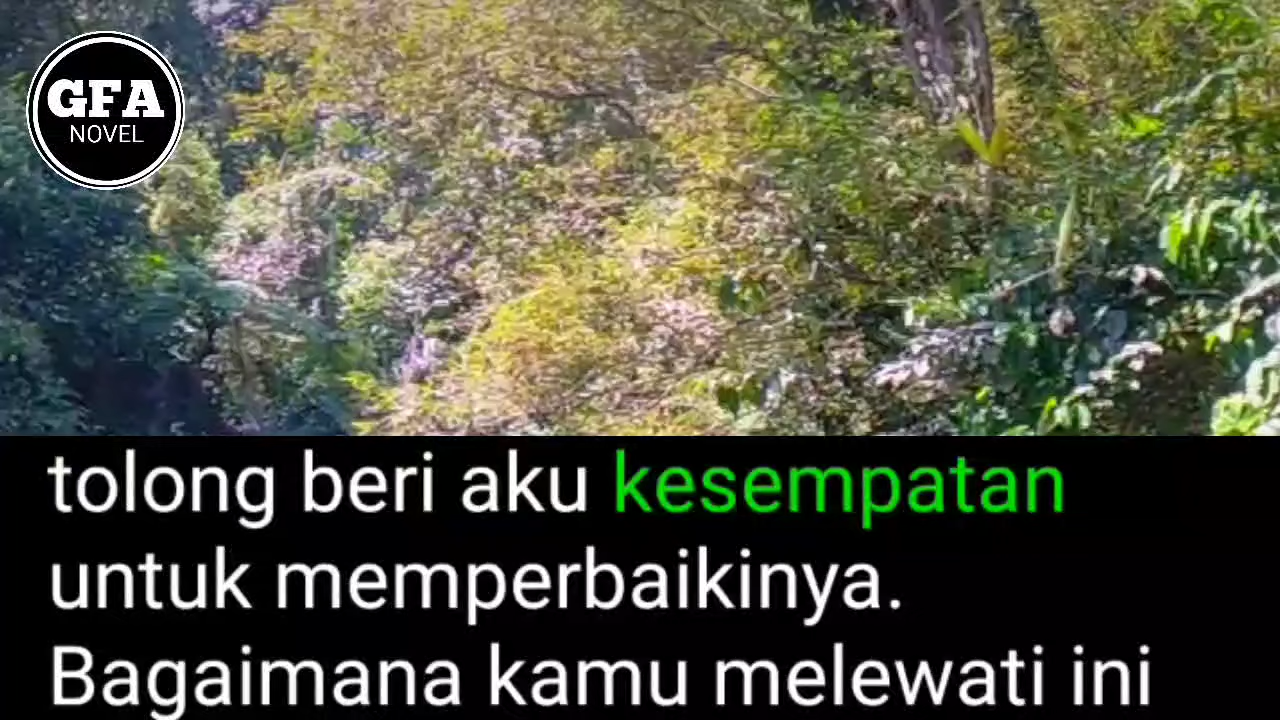 GFA
NOVEL
tolong beri aku kesempatan
untuk memperbaikinya.
Bagaimana kamu melewati ini